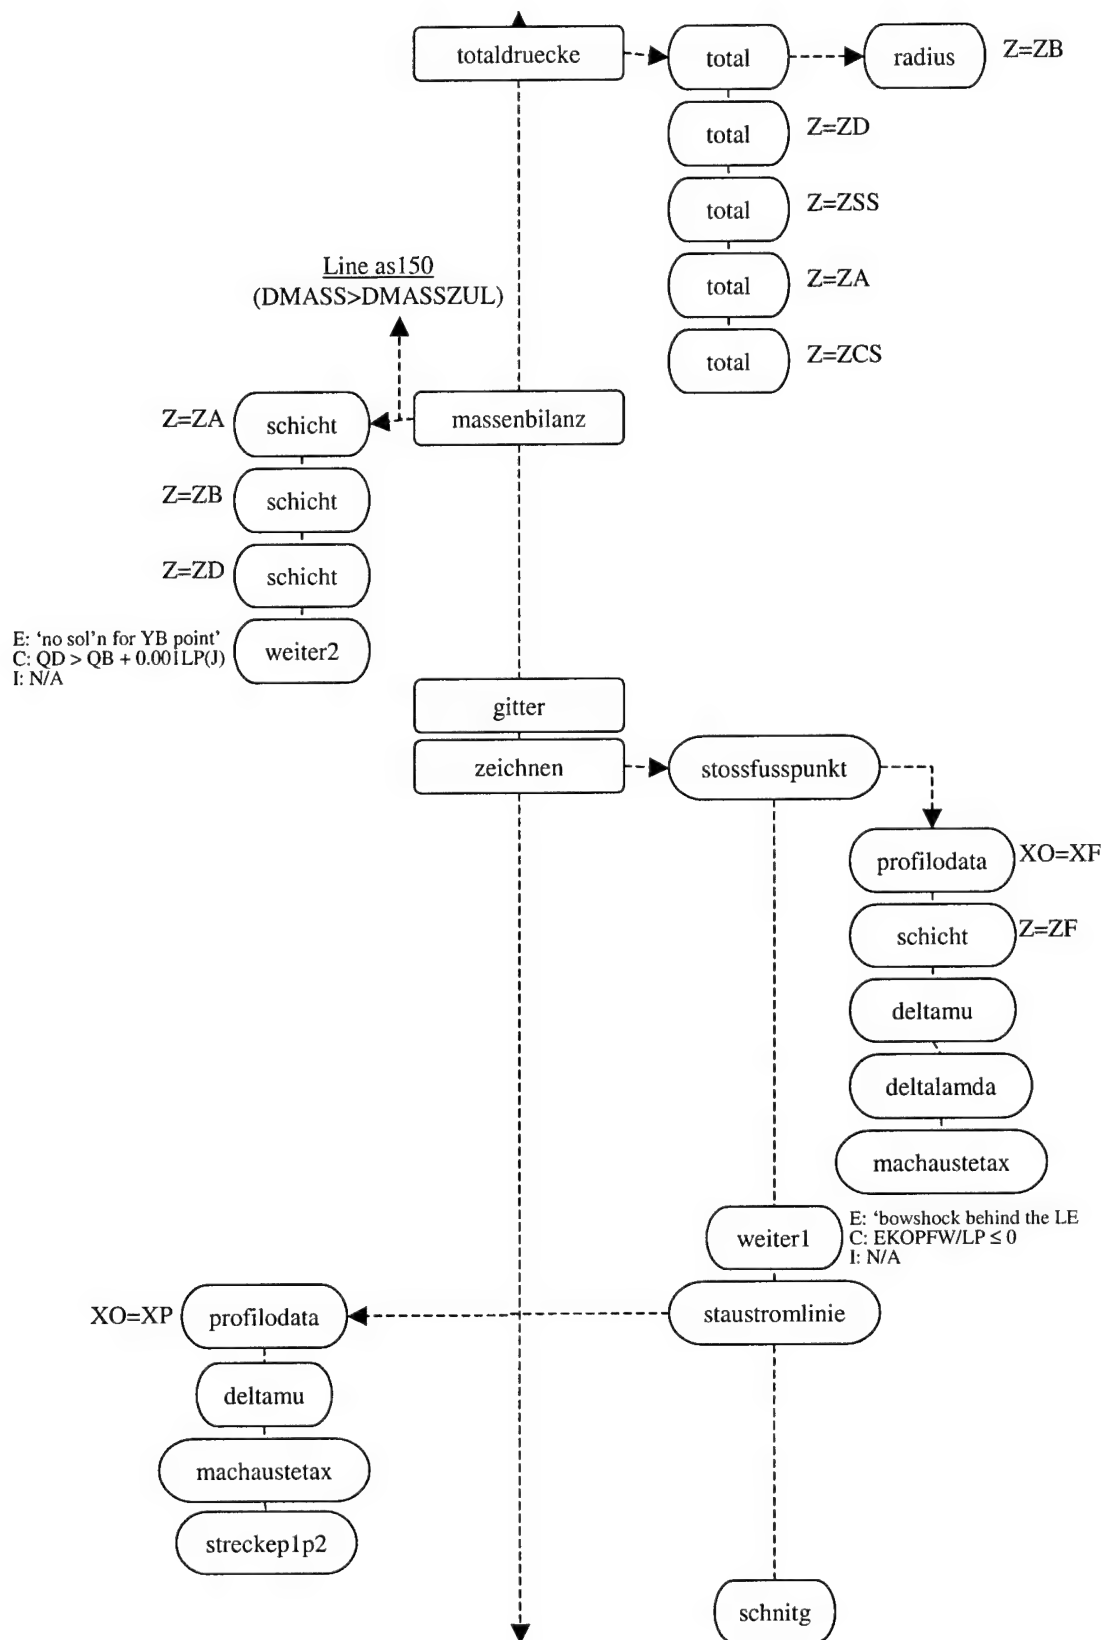 totaldruecke
total
radius
Z=ZB
total
Z=ZD
total
Z=ZSS
total
Z=ZA
total
Z=ZCS
Line as150
(DMASS>DMASSZUL)
massenbilanz
Z=ZA
schicht
Z=ZB
schicht
Z=ZD
schicht
E: ‘no sol’n for YB point’
C: QD > QB + 0.001LP(J)
I: N/A
weiter2
gitter
zeichnen
stossfusspunkt
profilodata
XO=XF
schicht
Z=ZF
deltamu
deltalamda
machaustetax
weiter1
E: ‘bowshock behind the LE
C: EKOPFW/LP ≤ 0
I: N/A
staustromlinie
XO=XP
profilodata
deltamu
machaustetax
streckep1p2
schnitg